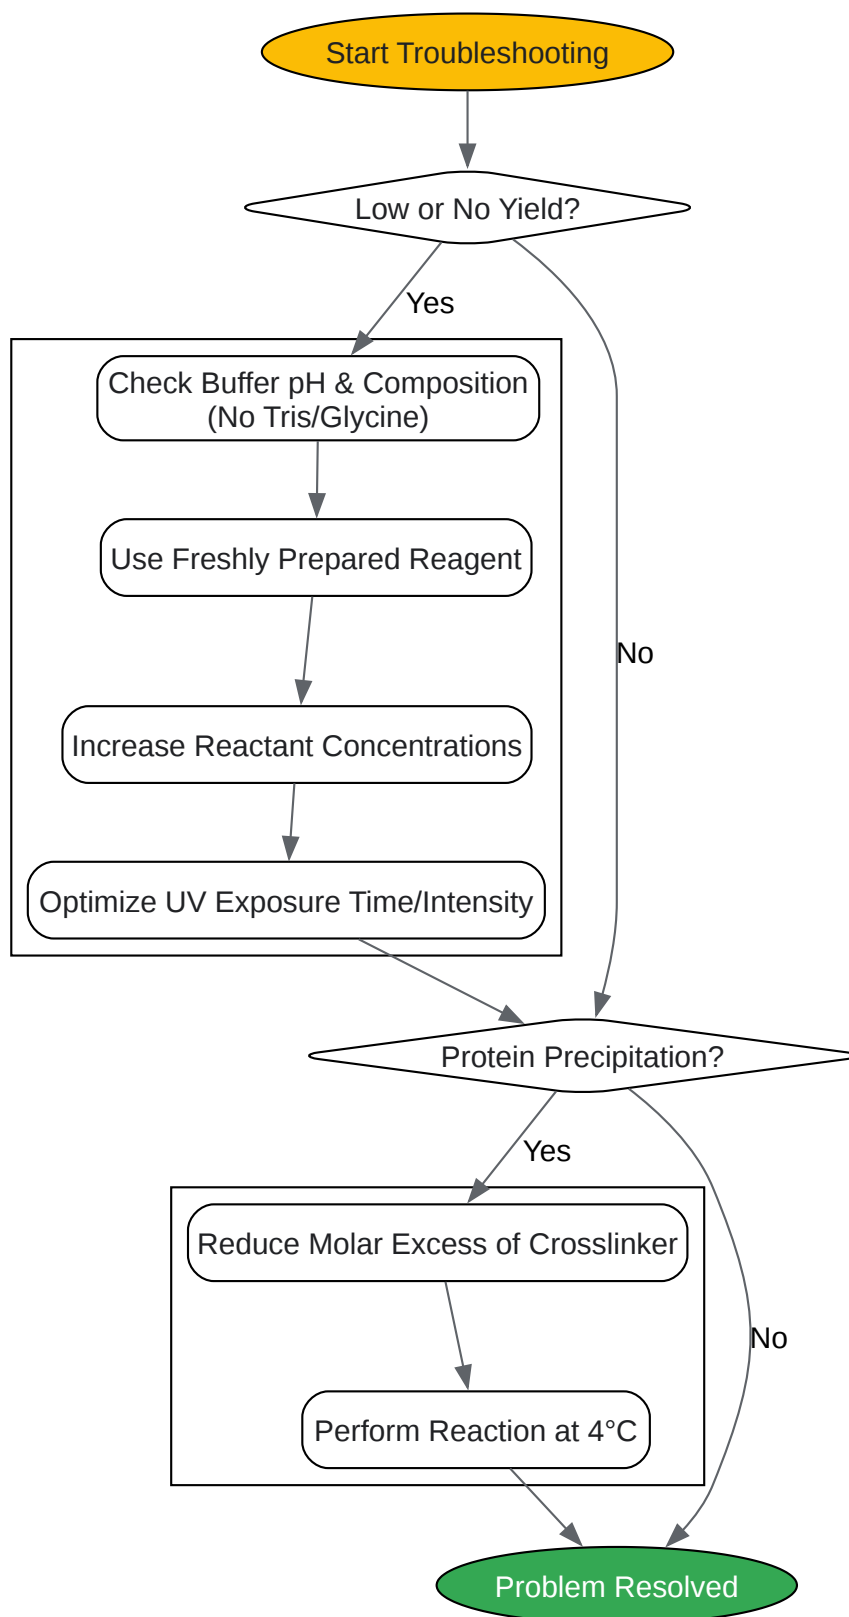 Start Troubleshooting
Low or No Yield?
Yes
Check Buffer pH & Composition
(No Tris/Glycine)
Use Freshly Prepared Reagent
No
Increase Reactant Concentrations
Optimize UV Exposure Time/Intensity
Protein Precipitation?
Yes
Reduce Molar Excess of Crosslinker
No
Perform Reaction at 4°C
Problem Resolved